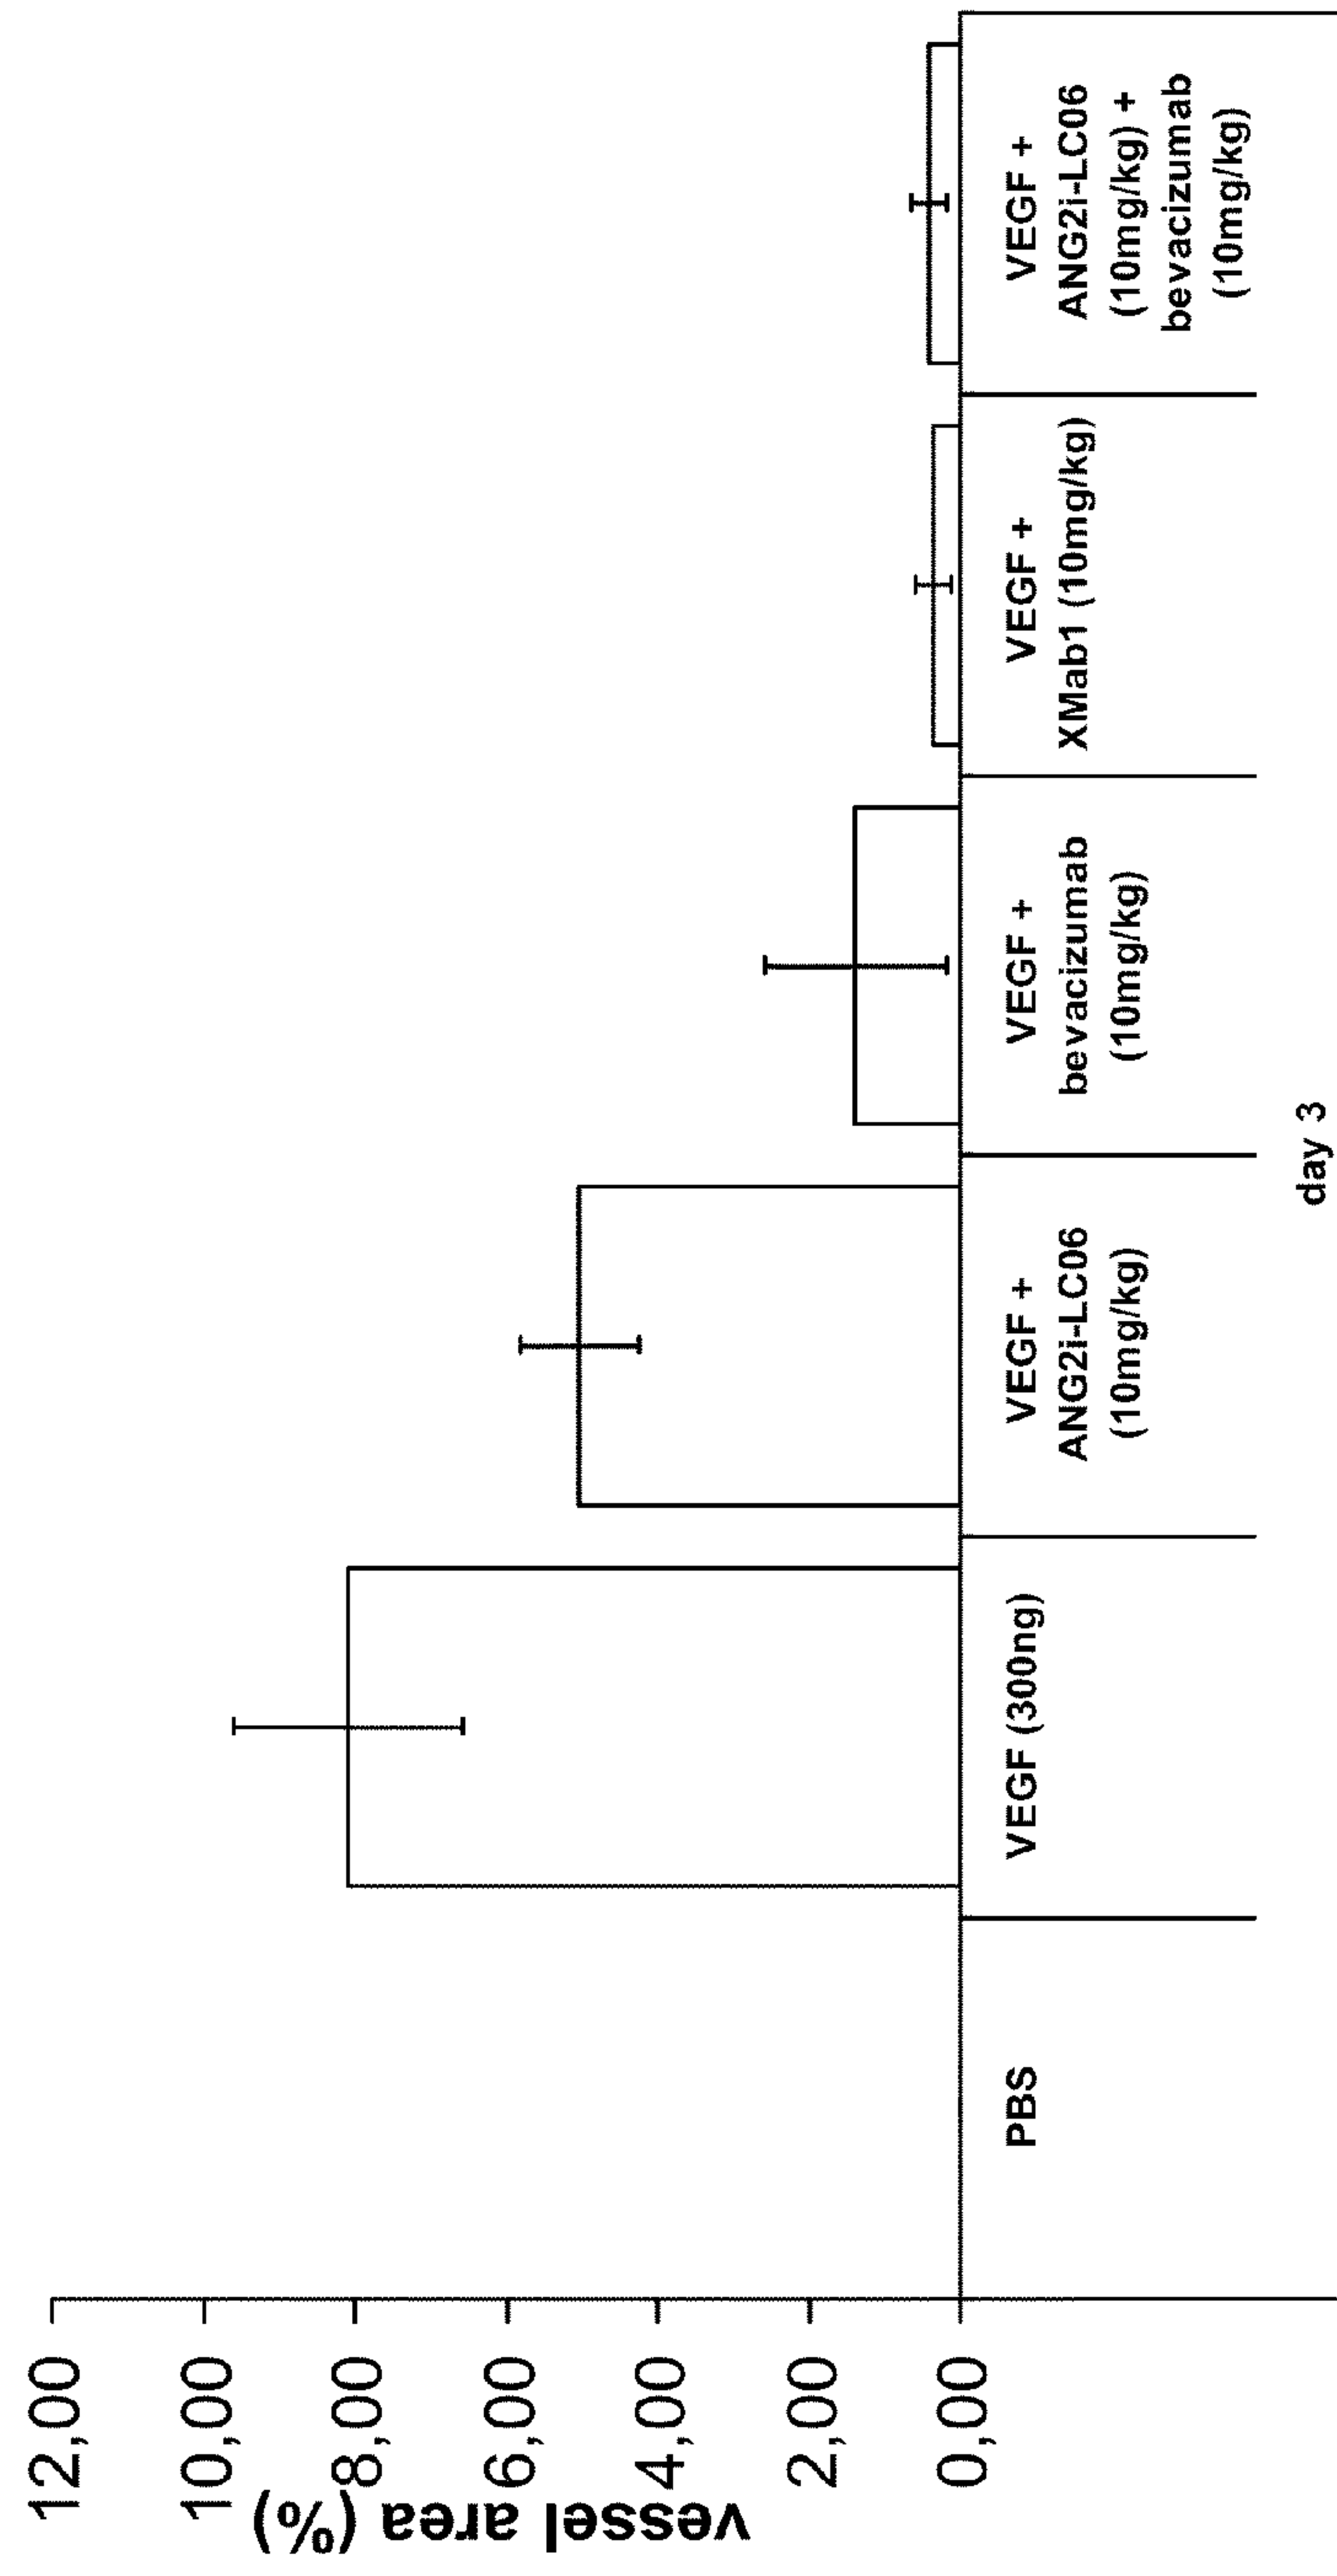 vessel area (%)
12,00
10,00
8,00
6,00
4,00
2,00
0,00
PBS
VEGF (300ng)
VEGF +
ANG2i-LC06
(10mg/kg)
VEGF +
bevacizumab
(10mg/kg)
VEGF +
XMab1 (10mg/kg)
VEGF +
ANG2i-LC06
(10mg/kg) +
bevacizumab
(10mg/kg)
day 3